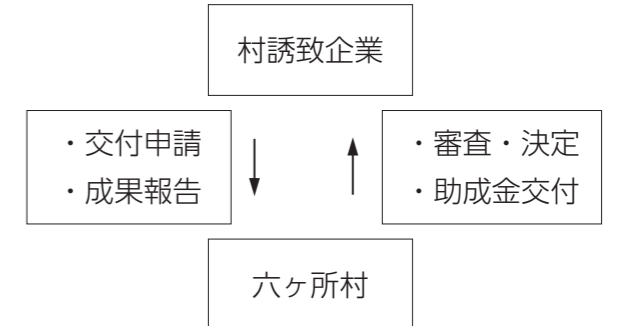 村誘致企業
・交付申請
・成果報告
・審査・決定
・助成金交付
六ヶ所村